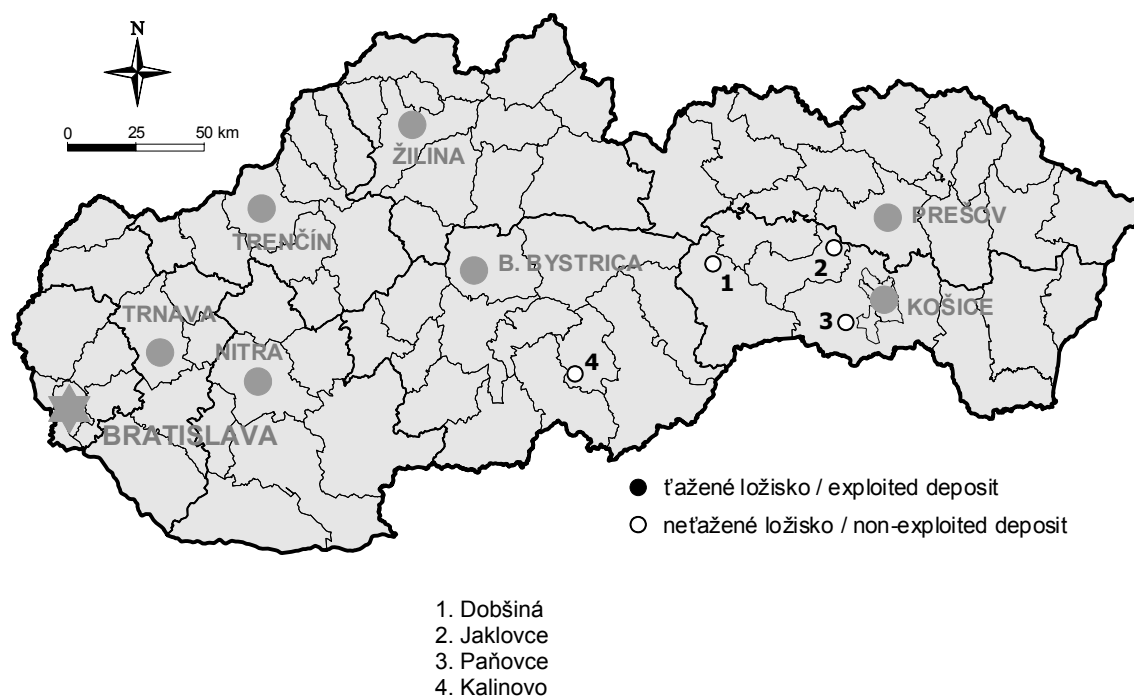 N
0 25 50 km
ŽILINA
PREŠOV
TRENČÍN
B. BYSTRICA
2
1
KOŠICE
TRNAVA
3
NITRA
4
BRATISLAVA
ťažené ložisko / exploited deposit
neťažené ložisko / non-exploited deposit
1. Dobšiná
2. Jaklovce
3. Paňovce
4. Kalinovo